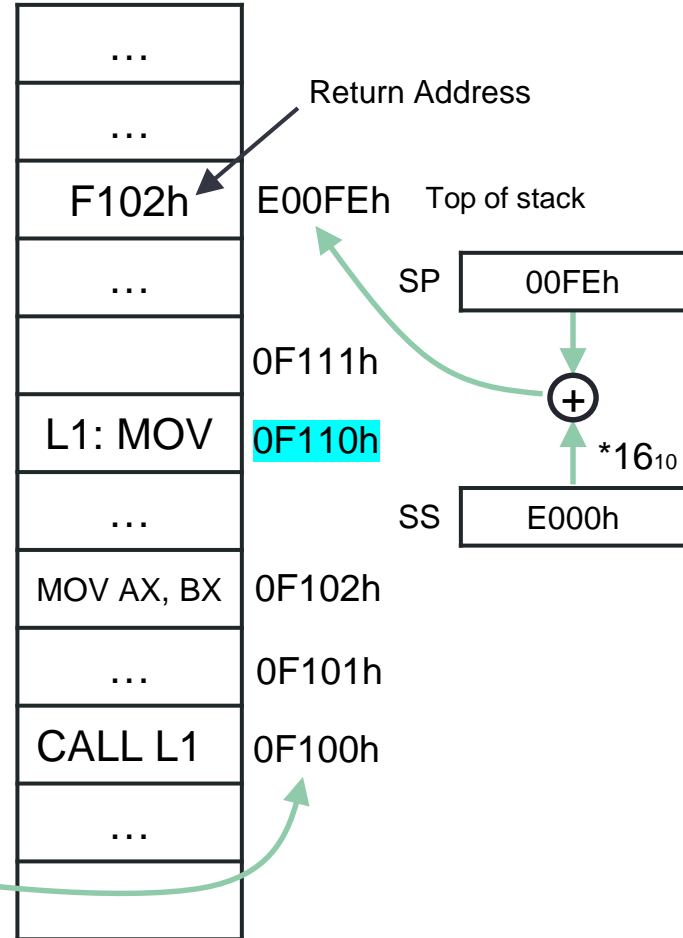 …
…
Return Address
F102h
E00FEh
Top of stack
…
SP
00FEh
0F111h
+
L1: MOV
0F110h
*16₁₀
…
SS
E000h
MOV AX, BX
0F102h
…
0F101h
CALL L1
0F100h
…